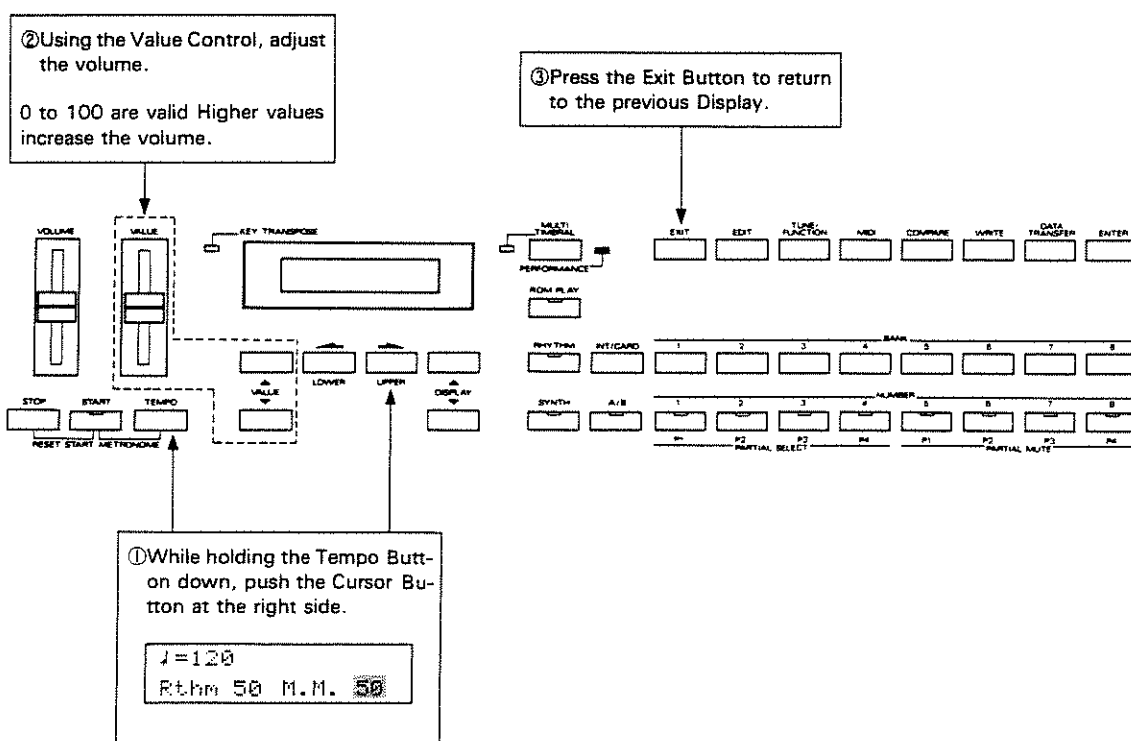 ②Using the Value Control, adjust
the volume.
0 to 100 are valid Higher values
increase the volume.
③Press the Exit Button to return
to the previous Display.
VOLUME
VALUE
KEY TRANSPOSE
MULTI TIMBRAL
EXIT
EDIT
TUNE/FUNCTION
MIDI
COMPARE
WRITE
DATA TRANSFER
ENTER
PERFORMANCE
ROM PLAY
RHYTHM
INT/CARD
BANK
1 2 3 4 5 6 7 8
VALUE
LOWER
UPPER
DISPLAY
STOP
START
TEMPO
RESET START
METRONOME
SYNTH
A/B
NUMBER
1 2 3 4 5 6 7 8
P1 P2 P3 P4 P1 P2 P3 P4
PARTIAL SELECT
PARTIAL MUTE
①While holding the Tempo Butt-
on down, push the Cursor Bu-
tton at the right side.
♩=120
Rthm 50 M.M. 50